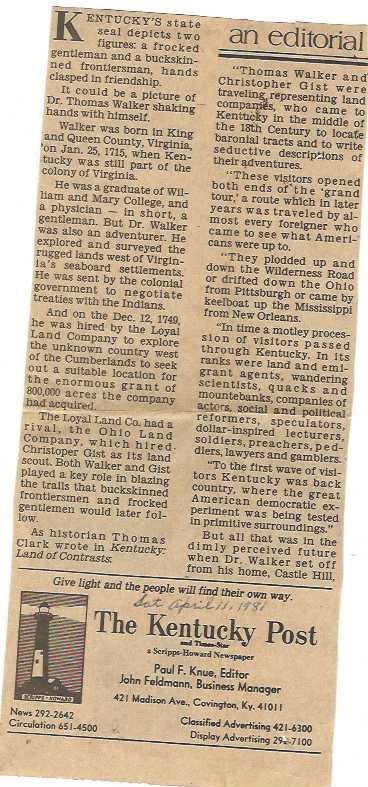 KENTUCKY'S state
seal depicts two
figures: a frocked
gentleman and a buckskin-
ned frontiersman, hands
clasped in friendship.
It could be a picture of
Dr. Thomas Walker shaking
hands with himself.
Walker was born in King
and Queen County, Virginia,
on Jan. 25, 1715, when Ken-
tucky was still part of the
colony of Virginia.
He was a graduate of Wil-
liam and Mary College, and
a physician — in short, a
gentleman. But Dr. Walker
was also an adventurer. He
explored and surveyed the
rugged lands west of Virgin-
ia's seaboard settlements.
He was sent by the colonial
government to negotiate
treaties with the Indians.
And on the Dec. 12, 1749,
he was hired by the Loyal
Land Company to explore
the unknown country west
of the Cumberlands to seek
out a suitable location for
the enormous grant of
800,000 acres the company
had acquired.
The Loyal Land Co. had a
rival, the Ohio Land
Company, which hired
Christoper Gist as its land
scout. Both Walker and Gist
played a key role in blazing
the trails that buckskinned
frontiersmen and frocked
gentlemen would later fol-
low.
As historian Thomas
Clark wrote in Kentucky:
Land of Contrasts.
an editorial
"Thomas Walker and
Christopher Gist were
traveling representing land
companies, who came to
Kentucky in the middle of
the 18th Century to locate
baronial tracts and to write
seductive descriptions of
their adventures.
"These visitors opened
both ends of the 'grand
tour,' a route which in later
years was traveled by al-
most every foreigner who
came to see what Ameri-
cans were up to.
"They plodded up and
down the Wilderness Road
or drifted down the Ohio
from Pittsburgh or came by
keelboat up the Mississippi
from New Orleans.
"In time a motley proces-
sion of visitors passed
through Kentucky. In its
ranks were land and emi-
grant agents, wandering
scientists, quacks and
mountebanks, companies of
actors, social and political
reformers, speculators,
dollar-inspired lecturers,
soldiers, preachers, ped-
dlers, lawyers and gamblers.
"To the first wave of visi-
tors Kentucky was back
country, where the great
American democratic ex-
periment was being tested
in primitive surroundings."
But all that was in the
dimly perceived future
when Dr. Walker set off
from his home, Castle Hill,
Give light and the people will find their own way.
Sat April 11, 1981
The Kentucky Post
and Times-Star
a Scripps-Howard Newspaper
Paul F. Knue, Editor
John Feldmann, Business Manager
421 Madison Ave., Covington, Ky. 41011
SCRIPPS-HOWARD
News 292-2642
Circulation 651-4500
Classified Advertising 421-6300
Display Advertising 292-7100